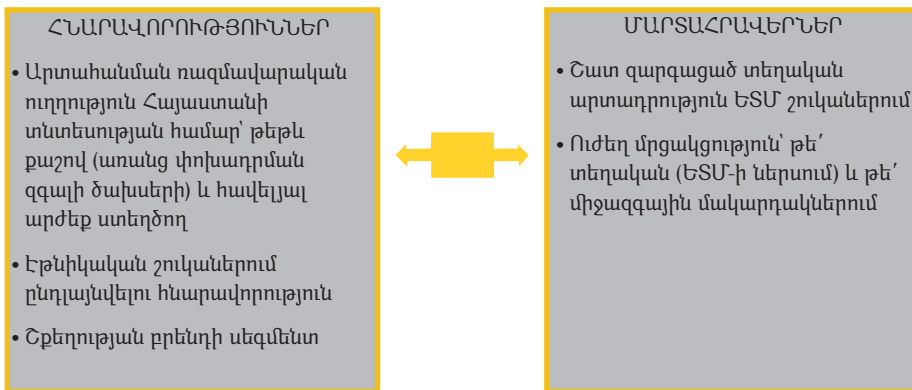 ՀՆԱՐԱՎՈՐՈՒԹՅՈՒՆՆԵՐ
• Արտահանման ռազմավարական
ուղղություն Հայաստանի
տնտեսության համար՝ թեթև
քաշով (առանց փոխադրման
զգալի ծախսերի) և հավելյալ
արժեք ստեղծող
• Էթնիկական շուկաներում
ընդլայնվելու հնարավորություն
• Շքեղության բրենդի սեգմենտ
ՄԱՐՏԱՀՐԱՎԵՐՆԵՐ
• Շատ զարգացած տեղական
արտադրություն ԵՏՄ շուկաներում
• Ուժեղ մրցակցություն՝ թե՛
տեղական (ԵՏՄ-ի ներսում) և թե՛
միջազգային մակարդակներում